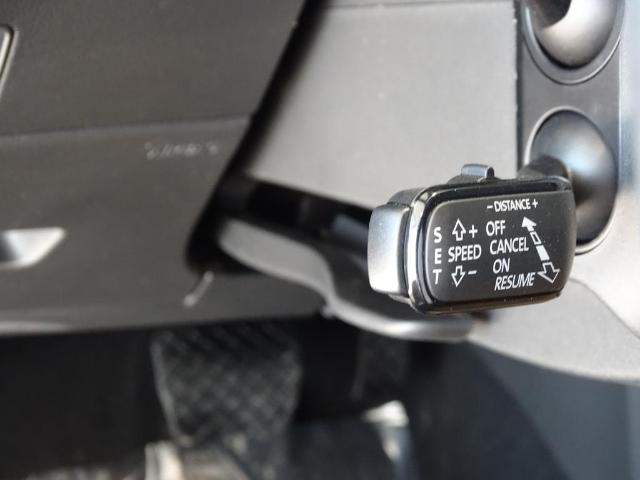 - DISTANCE +
S + OFF
E SPEED CANCEL
T - ON
RESUME